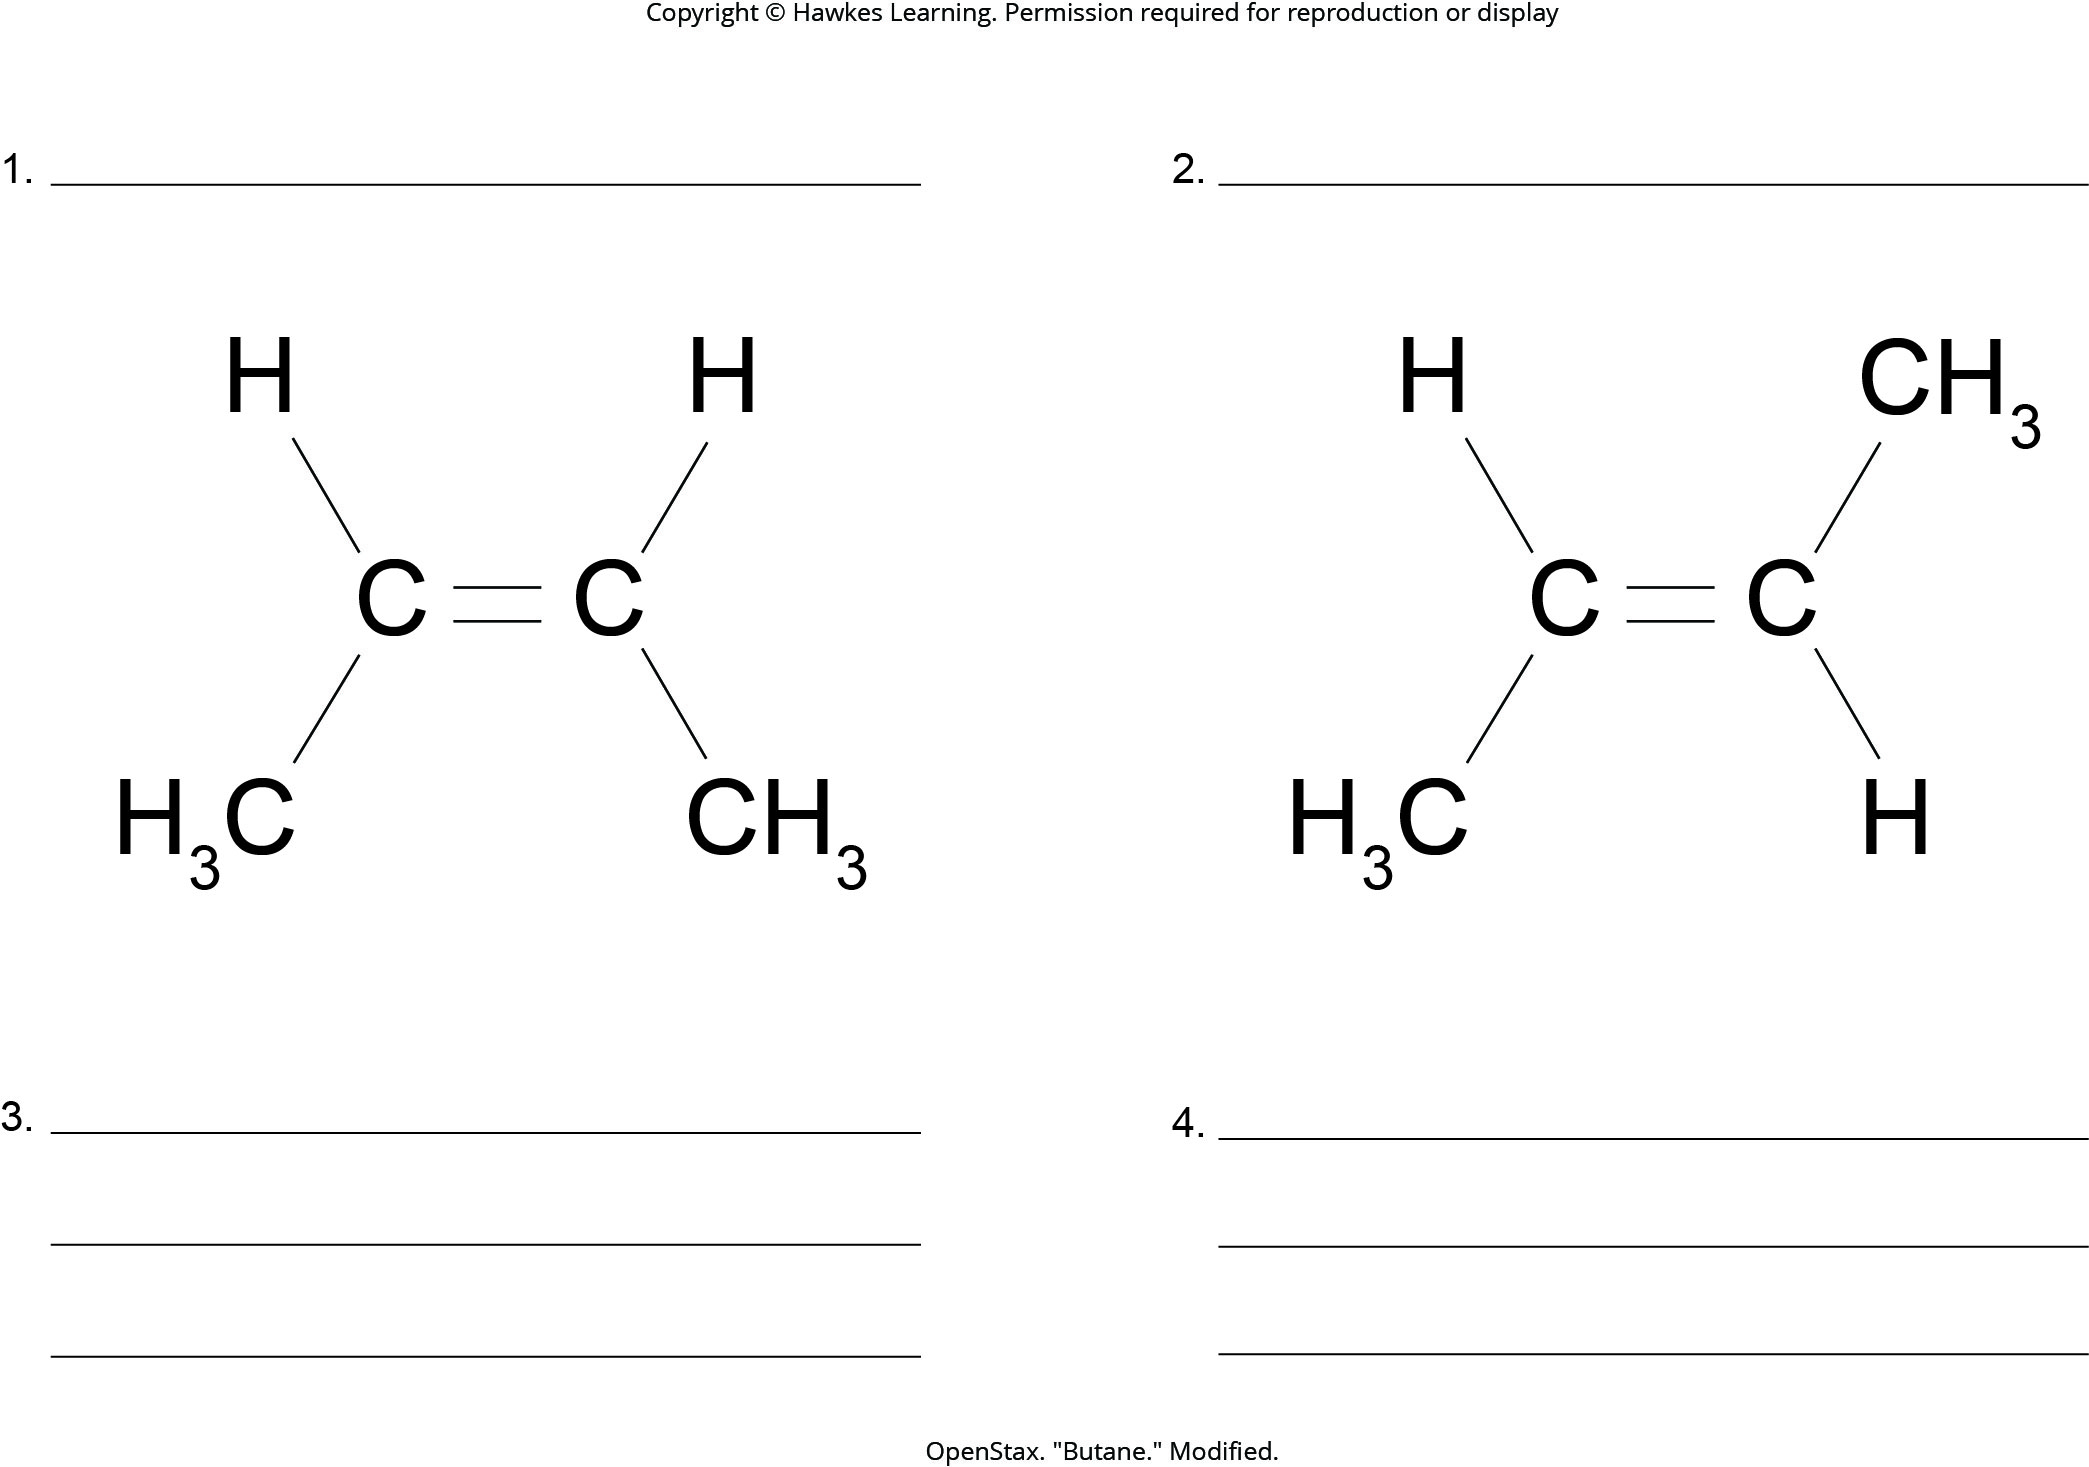 Copyright © Hawkes Learning. Permission required for reproduction or display
1.
2.
H H
C C
H3C CH3
H CH3
C C
H3C H
3.
4.
OpenStax. "Butane." Modified.